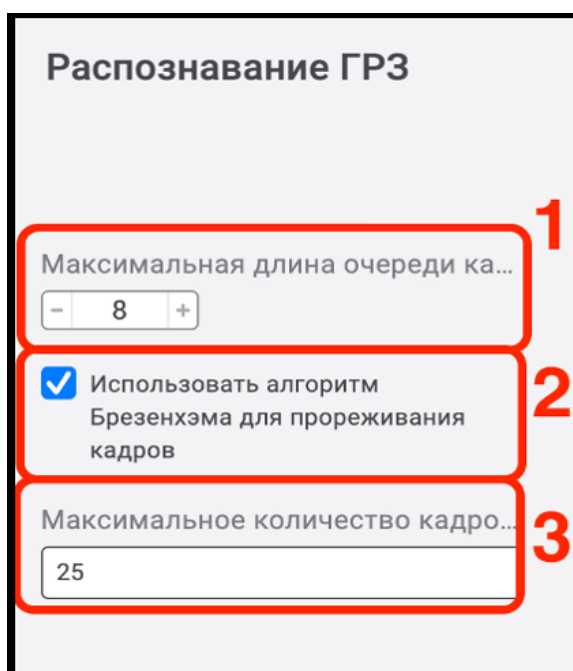 Распознавание ГРЗ
1
Максимальная длина очереди ка...
− 8 +
2
Использовать алгоритм
Брезенхэма для прореживания
кадров
Максимальное количество кадро...
3
25